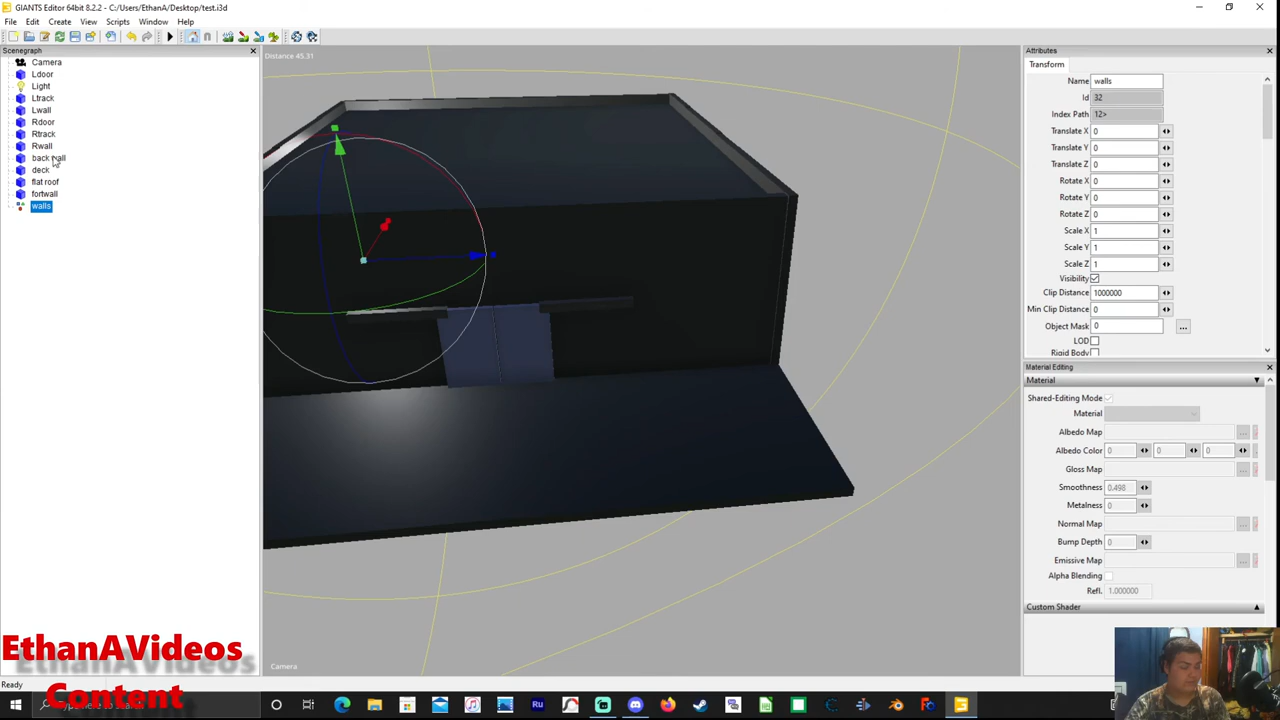 GIANTS Editor 64bit 8.2.2 - C:/Users/EthanA/Desktop/test.i3d
File Edit Create View Scripts Window Help
Scenegraph
Camera
Ldoor
Light
Ltrack
Lwall
Rdoor
Rtrack
Rwall
back wall
deck
flat roof
fortwall
walls
Distance 45.31
Camera
Attributes
Transform
Name walls
Id 32
Index Path 12>
Translate X 0
Translate Y 0
Translate Z 0
Rotate X 0
Rotate Y 0
Rotate Z 0
Scale X 1
Scale Y 1
Scale Z 1
Visibility
Clip Distance 1000000
Min Clip Distance 0
Object Mask 0 ...
LOD
Rigid Body
Material Editing
Material
Shared-Editing Mode
Material
Albedo Map ...
Albedo Color 0 0 0
Gloss Map ...
Smoothness 0.498
Metalness 0
Normal Map ...
Bump Depth 0
Emissive Map ...
Alpha Blending
Refl. 1.000000
Custom Shader
EthanAVideos
Content
Ready